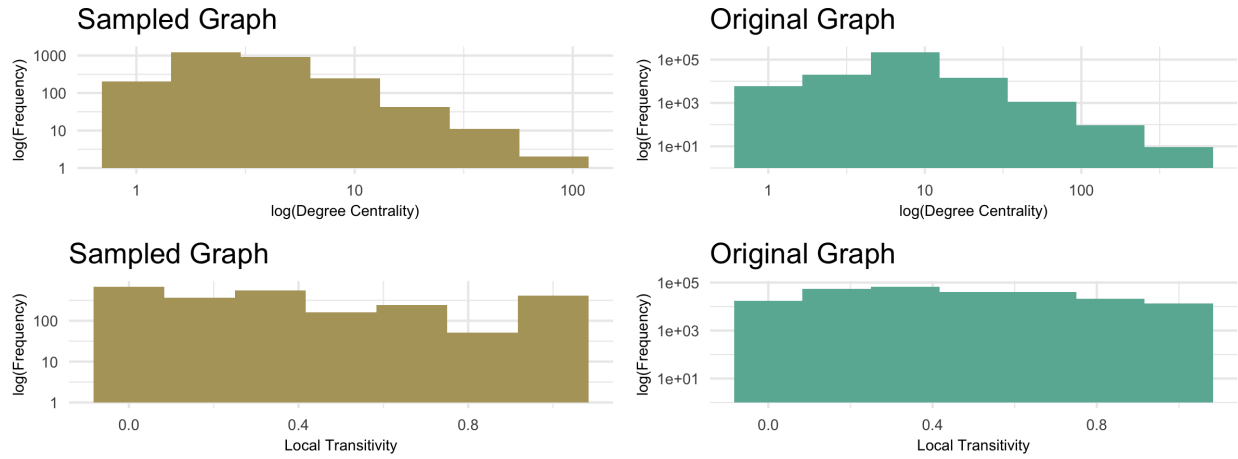 Sampled Graph
log(Frequency)
1000
100
10
1
1
10
100
log(Degree Centrality)
Original Graph
log(Frequency)
1e+05
1e+03
1e+01
1
10
100
log(Degree Centrality)
Sampled Graph
log(Frequency)
100
10
1
0.0
0.4
0.8
Local Transitivity
Original Graph
log(Frequency)
1e+05
1e+03
1e+01
0.0
0.4
0.8
Local Transitivity